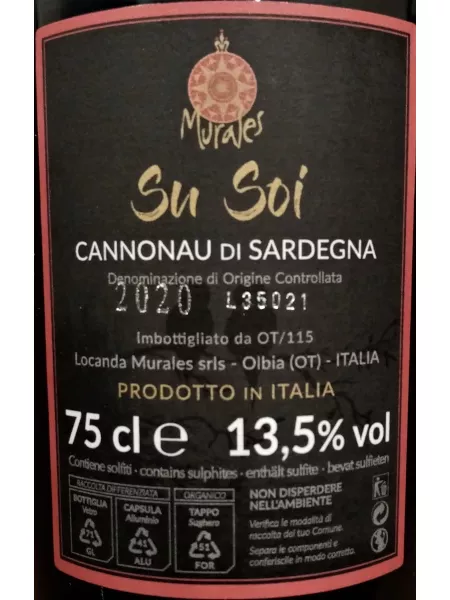 Murales
Su Soi
CANNONAU DI SARDEGNA
Denominazione di Origine Controllata
2020 L35021
Imbottigliato da OT/115
Locanda Murales srls - Olbia (OT) - ITALIA
PRODOTTO IN ITALIA
75 cl e 13,5% vol
Contiene solfiti - contains sulphites - enthält sulfite - bevat sulfieten
RACCOLTA DIFFERENZIATA ORGANICO
BOTTIGLIA CAPSULA TAPPO
Vetro Alluminio Sughero
71 41 51
GL ALU FOR
NON DISPERDERE
NELL'AMBIENTE
Verifica le modalità di
raccolta del tuo Comune.
Separa le componenti e
conferiscile in modo corretto.